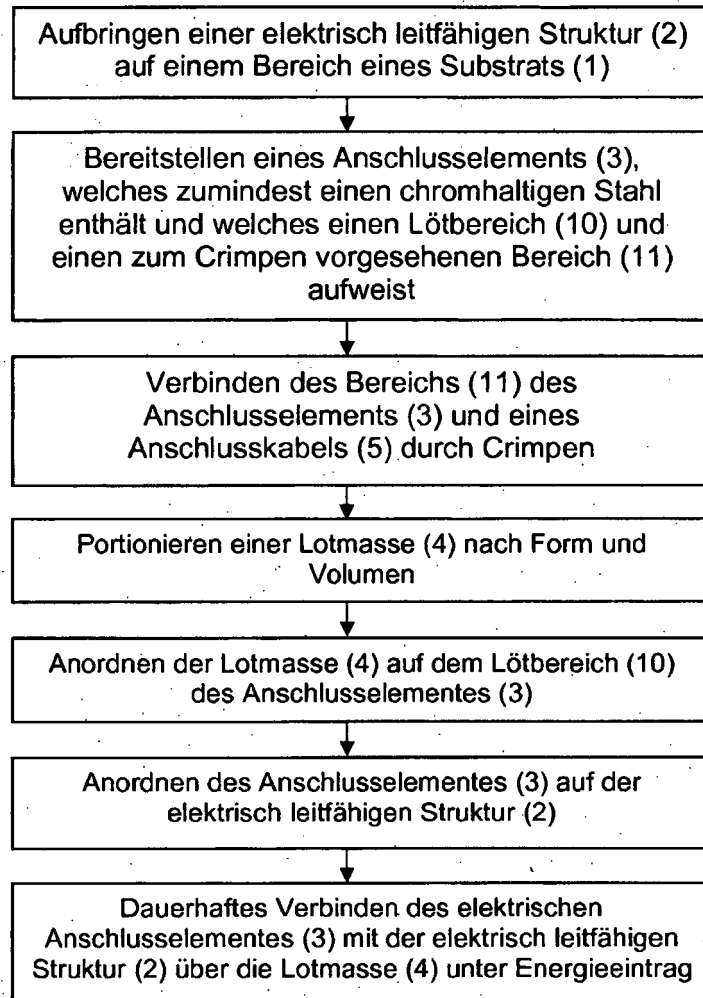 Aufbringen einer elektrisch leitfähigen Struktur (2)
auf einem Bereich eines Substrats (1)
Bereitstellen eines Anschlusselements (3),
welches zumindest einen chromhaltigen Stahl
enthält und welches einen Lötbereich (10) und
einen zum Crimpen vorgesehenen Bereich (11)
aufweist
Verbinden des Bereichs (11) des
Anschlusselements (3) und eines
Anschlusskabels (5) durch Crimpen
Portionieren einer Lotmasse (4) nach Form und
Volumen
Anordnen der Lotmasse (4) auf dem Lötbereich (10)
des Anschlusselementes (3)
Anordnen des Anschlusselementes (3) auf der
elektrisch leitfähigen Struktur (2)
Dauerhaftes Verbinden des elektrischen
Anschlusselementes (3) mit der elektrisch leitfähigen
Struktur (2) über die Lotmasse (4) unter Energieeintrag